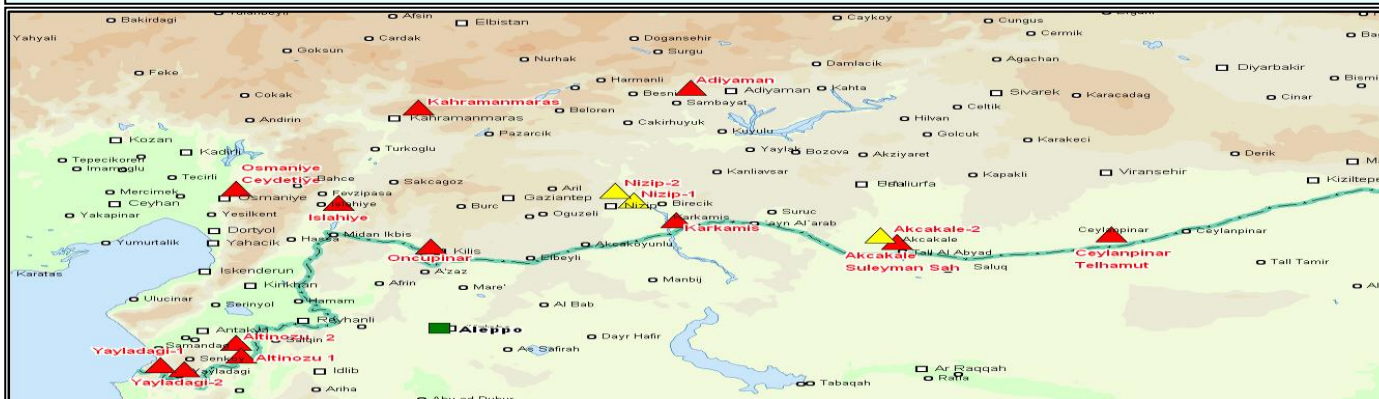 Bakirdagi
Afsin
Elbistan
Caykoy
Cungus
Yahyali
Cardak
Dogansehir
Cermik
Goksun
Surgu
Nurhak
Damlacik
Agachan
Diyarbakir
Feke
Harmanli
Adiyaman
Cokak
Besni
Adiyaman
Kahta
Sivarek
Karacadag
Cinar
Kahramanmaras
Sambayat
Celtik
Andirin
Kahramanmaras
Beloren
Cakirhuyuk
Hilvan
Pazarcik
Kuyulu
Golcuk
Karakeci
Kozan
Kadirli
Turkoglu
Yaylak
Bozova
Akziyaret
Derik
Tepecikoren
Imamoglu
Osmaniye
Ceydetiye
Tecirli
Bahce
Sakcagoz
Aril
Nizip-2
Kanliavsar
Kapakli
Viransehir
Mercimek
Fevzipasa
Nizip-1
Kiziltepe
Ceyhan
Osmaniye
Islahiye
Burc
Gaziantep
Nizip
Birecik
Yakapinar
Yesilkent
Islahiye
Oguzeli
Karkamis
Suruc
Dortyol
Karkamis
'ayn Al'arab
Akcakale-2
Ceylanpinar
Ceylanpinar
Yumurtalik
Yahacik
Hassa
Midan Ikbis
Kilis
Akcakoyunlu
Akcakale
Oncupinar
Elbeyli
Akcakale
Suleyman Sah
Tall Al Abyad
Ceylanpinar
Telhamut
Karatas
Iskenderun
A'zaz
Saluq
Tall Tamir
Kirikhan
Afrin
Mare'
Manbij
Ulucinar
Serinyol
Hamam
Al Bab
Reyhanli
Antakya
Aleppo
Dayr Hafir
Samandag
Altinozu - 2
Salqin
Yayladagi-1
Senkoy
Altinozu 1
As Safirah
Yayladagi
Idlib
Ar Raqqah
Yayladagi-2
Ariha
Tabaqah